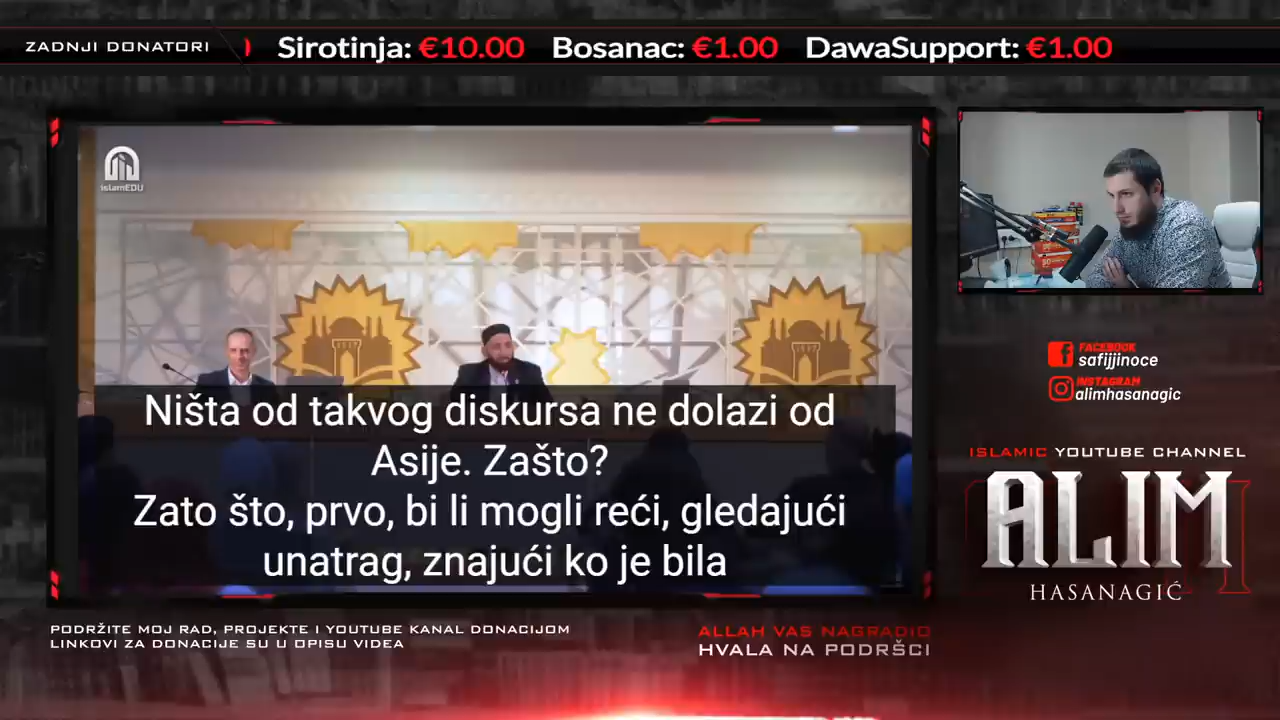 ZADNJI DONATORI
Sirotinja: €10.00 Bosanac: €1.00 DawaSupport: €1.00
islamEDU
Ništa od takvog diskursa ne dolazi od
Asije. Zašto?
Zato što, prvo, bi li mogli reći, gledajući
unatrag, znajući ko je bila
FACEBOOK
safijjinoce
INSTAGRAM
alimhasanagic
ISLAMIC YOUTUBE CHANNEL
ALIM
HASANAGIĆ
PODRŽITE MOJ RAD, PROJEKTE I YOUTUBE KANAL DONACIJOM
LINKOVI ZA DONACIJE SU U OPISU VIDEA
ALLAH VAS NAGRADIO
HVALA NA PODRŠCI